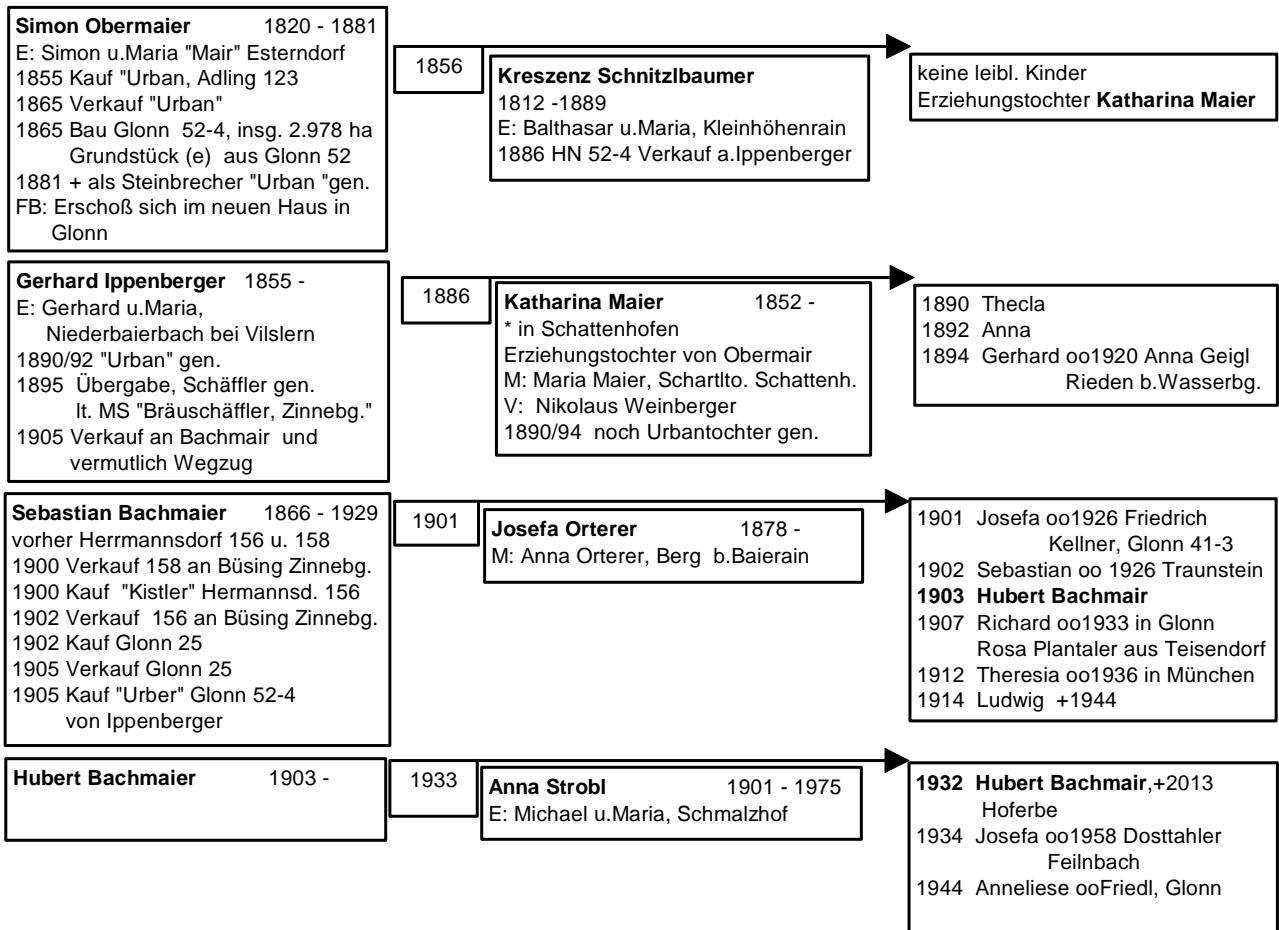 Simon Obermaier 1820 - 1881
E: Simon u.Maria "Mair" Esterndorf
1855 Kauf "Urban, Adling 123
1865 Verkauf "Urban"
1865 Bau Glonn 52-4, insg. 2.978 ha
Grundstück (e) aus Glonn 52
1881 + als Steinbrecher "Urban "gen.
FB: Erschoß sich im neuen Haus in
Glonn
1856
Kreszenz Schnitzlbaumer
1812 -1889
E: Balthasar u.Maria, Kleinhöhenrain
1886 HN 52-4 Verkauf a.Ippenberger
keine leibl. Kinder
Erziehungstochter Katharina Maier
Gerhard Ippenberger 1855 -
E: Gerhard u.Maria,
Niederbaierbach bei Vilslern
1890/92 "Urban" gen.
1895 Übergabe, Schäffler gen.
lt. MS "Bräuschäffler, Zinnebg."
1905 Verkauf an Bachmair und
vermutlich Wegzug
1886
Katharina Maier 1852 -
* in Schattenhofen
Erziehungstochter von Obermair
M: Maria Maier, Schartlto. Schattenh.
V: Nikolaus Weinberger
1890/94 noch Urbantochter gen.
1890 Thecla
1892 Anna
1894 Gerhard oo1920 Anna Geigl
Rieden b.Wasserbg.
Sebastian Bachmaier 1866 - 1929
vorher Herrmannsdorf 156 u. 158
1900 Verkauf 158 an Büsing Zinnebg.
1900 Kauf "Kistler" Hermannsd. 156
1902 Verkauf 156 an Büsing Zinnebg.
1902 Kauf Glonn 25
1905 Verkauf Glonn 25
1905 Kauf "Urber" Glonn 52-4
von Ippenberger
1901
Josefa Orterer 1878 -
M: Anna Orterer, Berg b.Baierain
1901 Josefa oo1926 Friedrich
Kellner, Glonn 41-3
1902 Sebastian oo 1926 Traunstein
1903 Hubert Bachmair
1907 Richard oo1933 in Glonn
Rosa Plantaler aus Teisendorf
1912 Theresia oo1936 in München
1914 Ludwig +1944
Hubert Bachmaier 1903 -
1933
Anna Strobl 1901 - 1975
E: Michael u.Maria, Schmalzhof
1932 Hubert Bachmair,+2013
Hoferbe
1934 Josefa oo1958 Dosttahler
Feilnbach
1944 Anneliese ooFriedl, Glonn